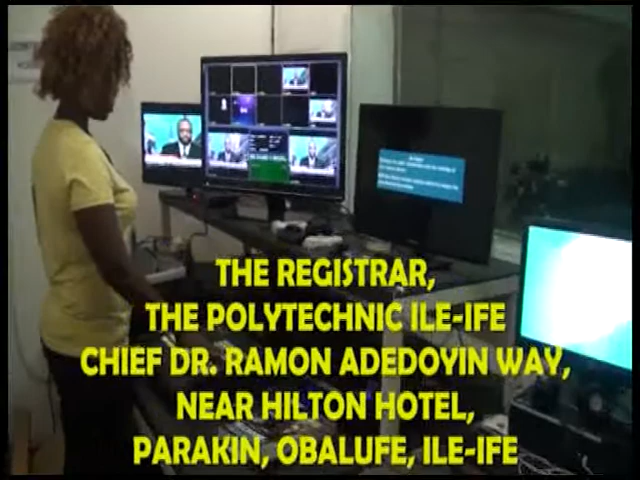 THE REGISTRAR,
THE POLYTECHNIC ILE-IFE
CHIEF DR. RAMON ADEDOYIN WAY,
NEAR HILTON HOTEL,
PARAKIN, OBALUFE, ILE-IFE